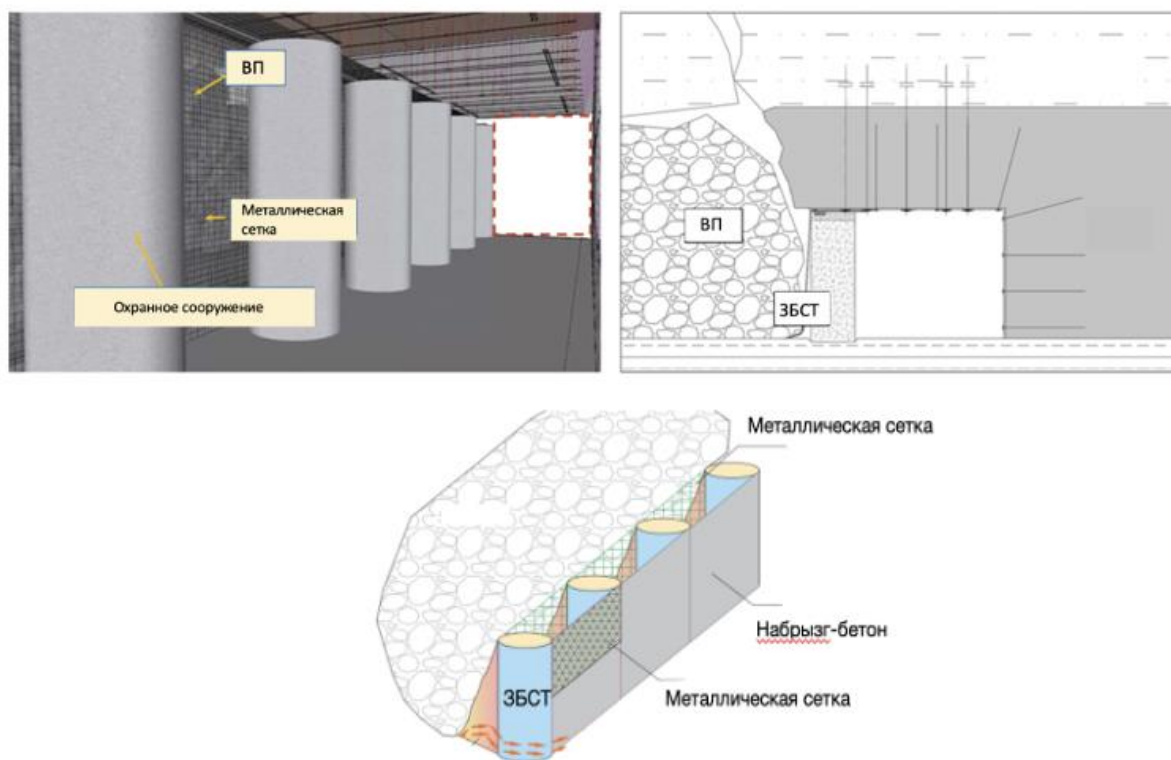 ВП
Металлическая
сетка
Охранное сооружение
ВП
ЗБСТ
Металлическая сетка
Набрызг-бетон
ЗБСТ
Металлическая сетка